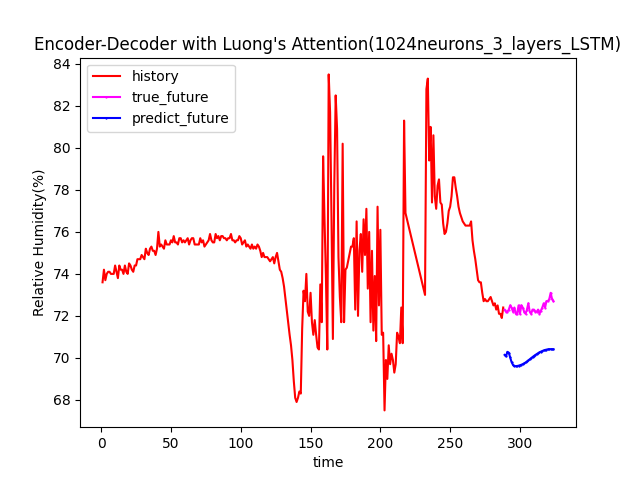 Encoder-Decoder with Luong's Attention(1024neurons_3_layers_LSTM)
history
true_future
predict_future
Relative Humidity(%)
84
82
80
78
76
74
72
70
68
0 50 100 150 200 250 300
time